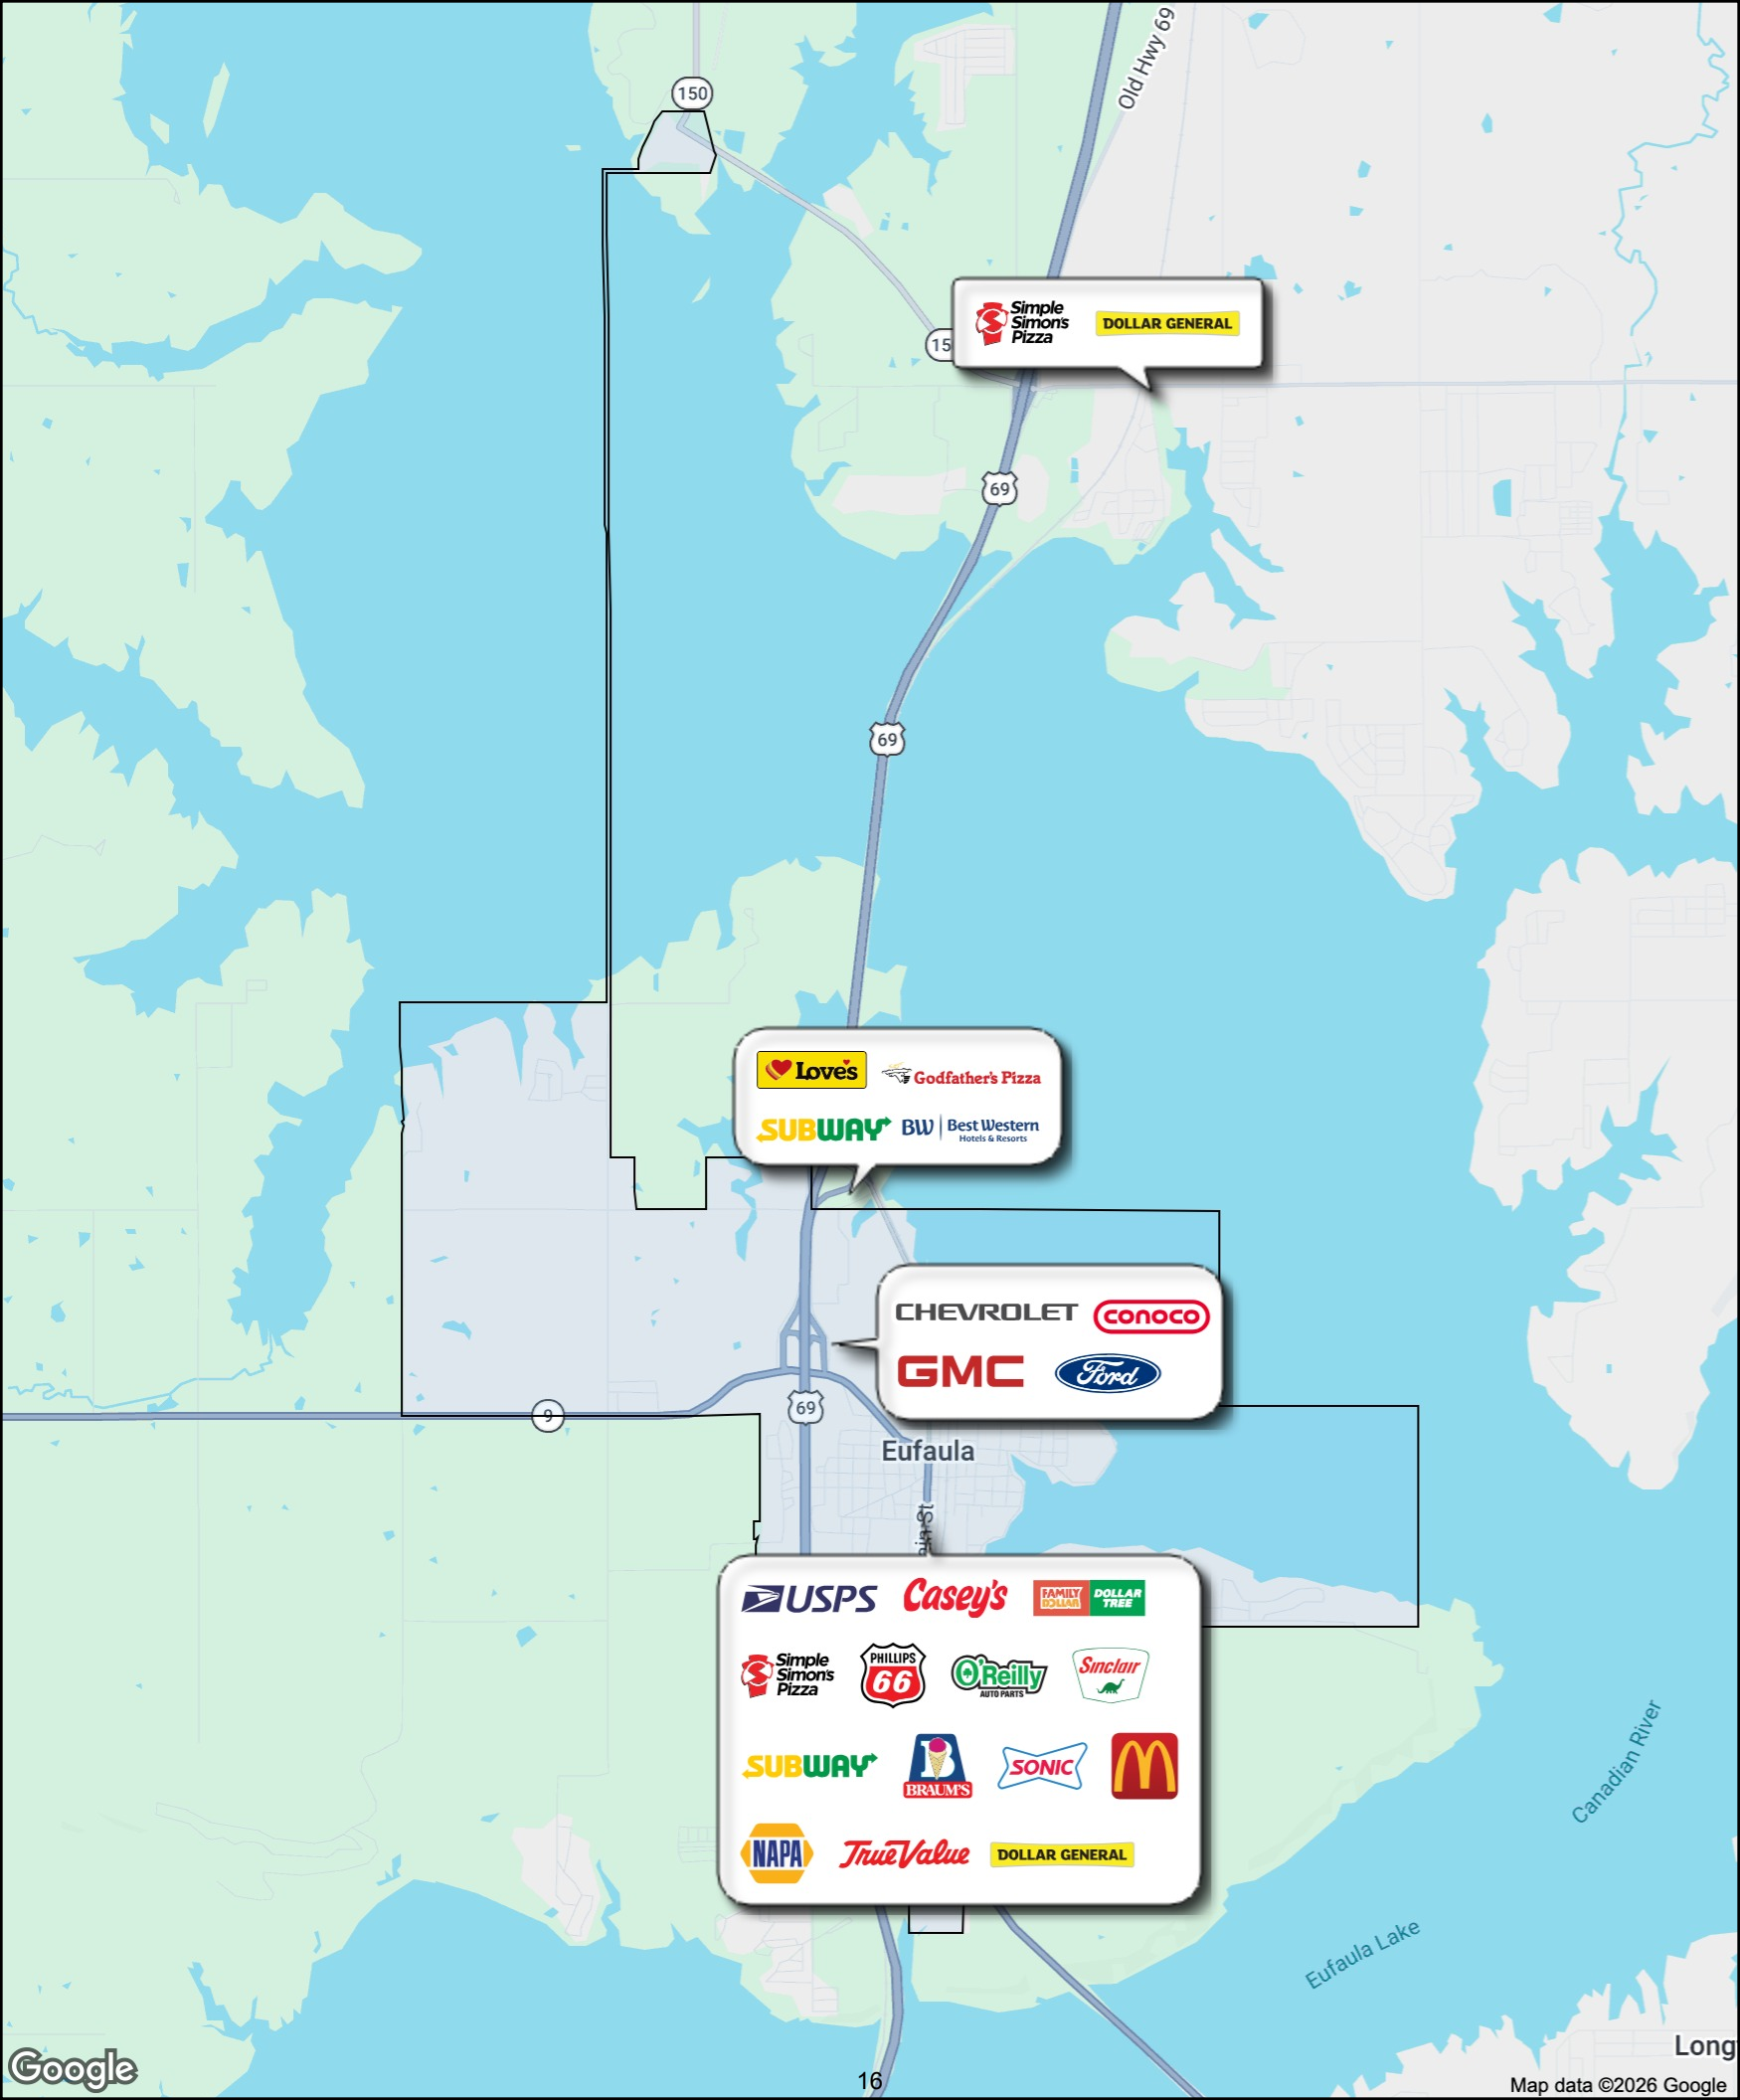 150
Old Hwy 69
Simple
Simon's
Pizza
DOLLAR GENERAL
15
69
69
Love's
Godfather's Pizza
SUBWAY
BW Best Western
Hotels & Resorts
CHEVROLET
conoco
GMC
Ford
9
69
Eufaula
ain St
USPS
Casey's
FAMILY
DOLLAR
DOLLAR
TREE
Simple
Simon's
Pizza
PHILLIPS
66
O'Reilly
AUTO PARTS
Sinclair
SUBWAY
B
BRAUM'S
SONIC
M
NAPA
True Value
DOLLAR GENERAL
Canadian River
Eufaula Lake
Long
Google
16
Map data ©2026 Google